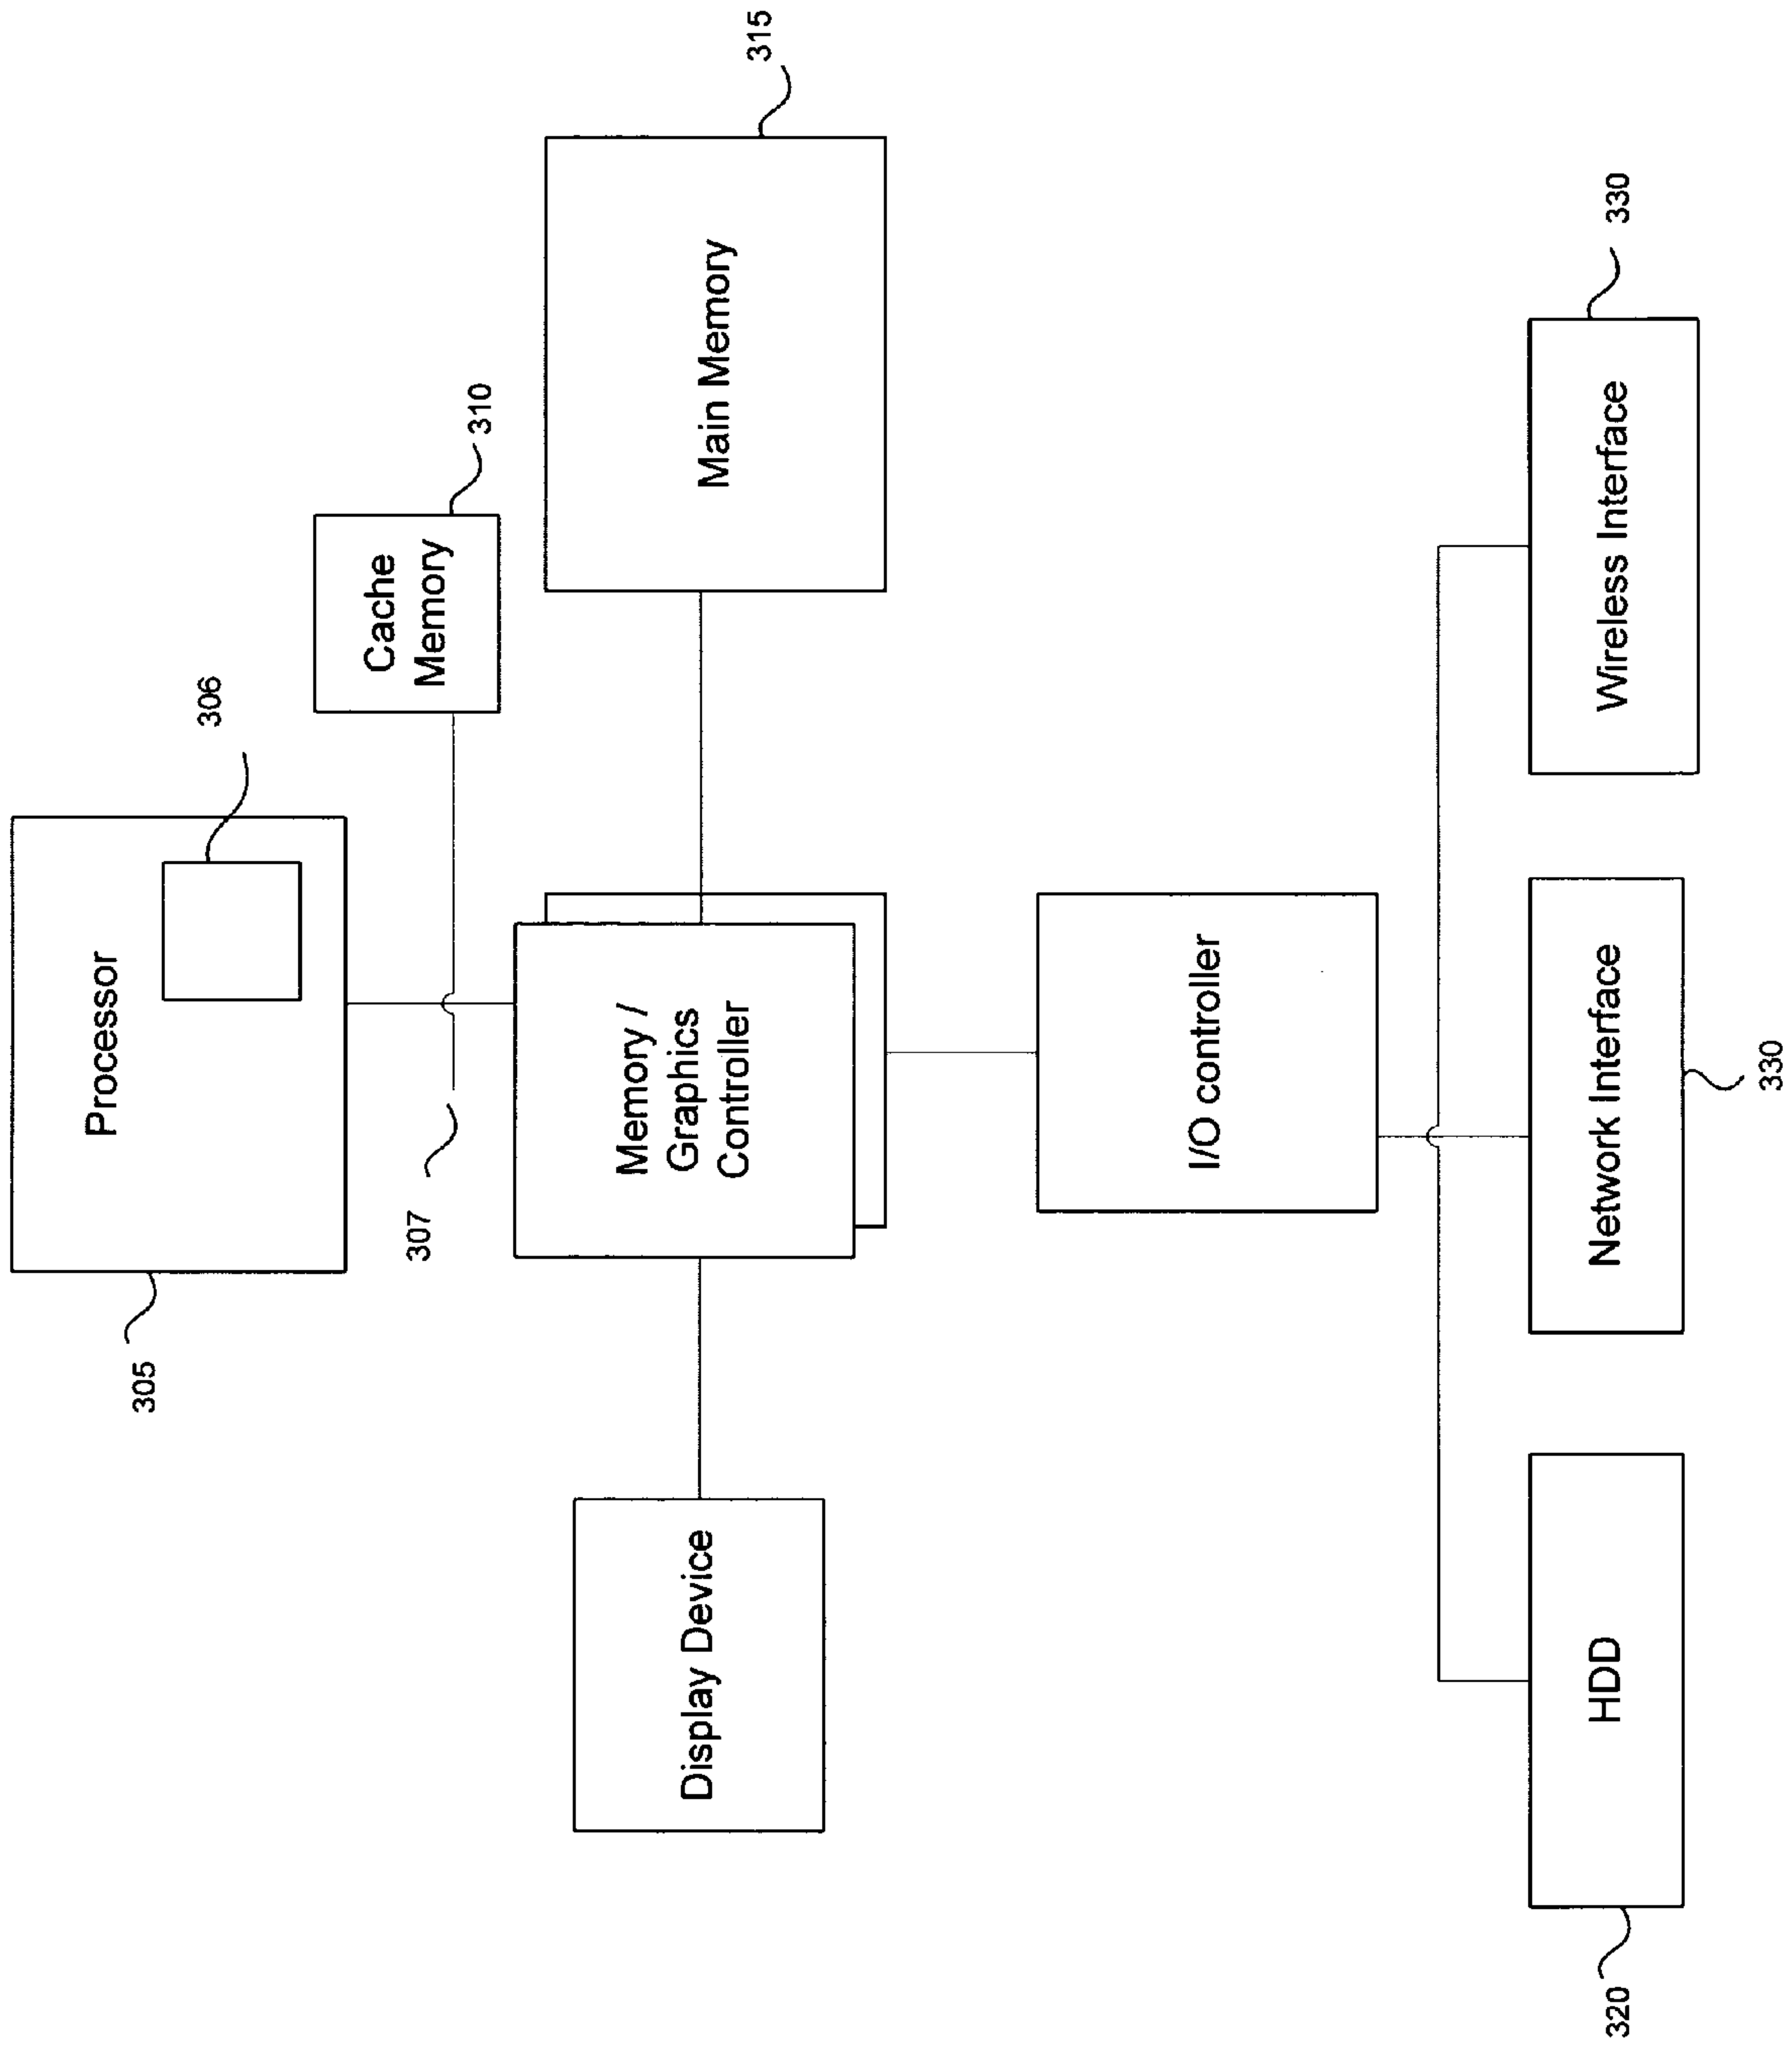 Processor
305
306
307
Cache
Memory
310
Main Memory
315
Memory /
Graphics
Controller
Display Device
I/O controller
HDD
320
Network Interface
330
Wireless Interface
330